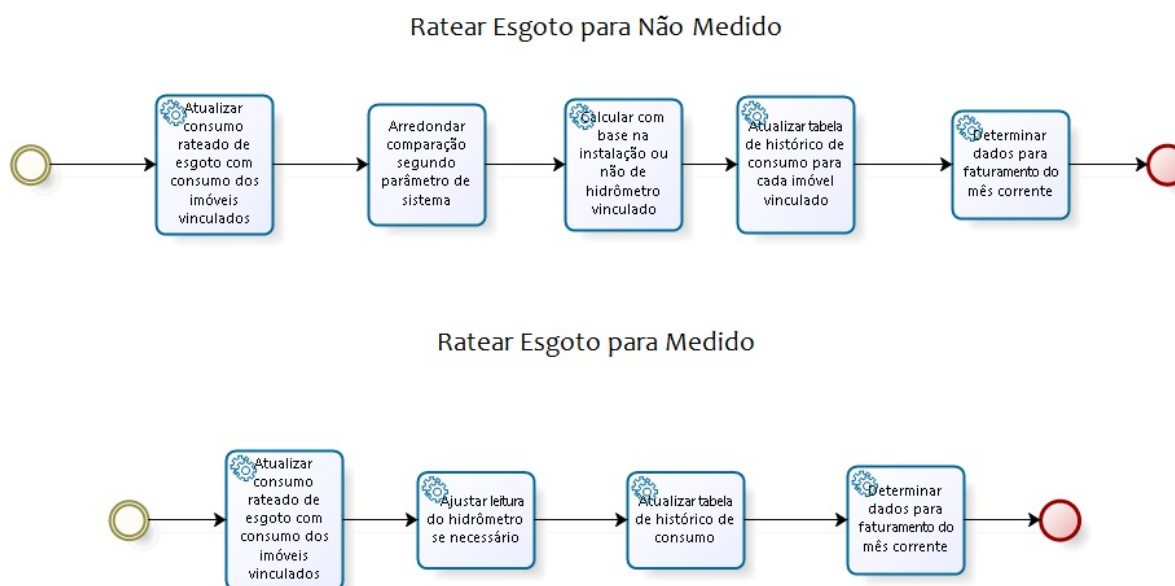 Ratear Esgoto para Não Medido
Atualizar
consumo
rateado de
esgoto com
consumo dos
imóveis
vinculados
Arredondar
comparação
segundo
parâmetro de
sistema
Calcular com
base na
instalação ou
não de
hidrômetro
vinculado
Atualizar tabela
de histórico de
consumo para
cada imóvel
vinculado
Determinar
dados para
faturamento do
mês corrente
Ratear Esgoto para Medido
Atualizar
consumo
rateado de
esgoto com
consumo dos
imóveis
vinculados
Ajustar leitura
do hidrômetro
se necessário
Atualizar tabela
de histórico de
consumo
Determinar
dados para
faturamento do
mês corrente